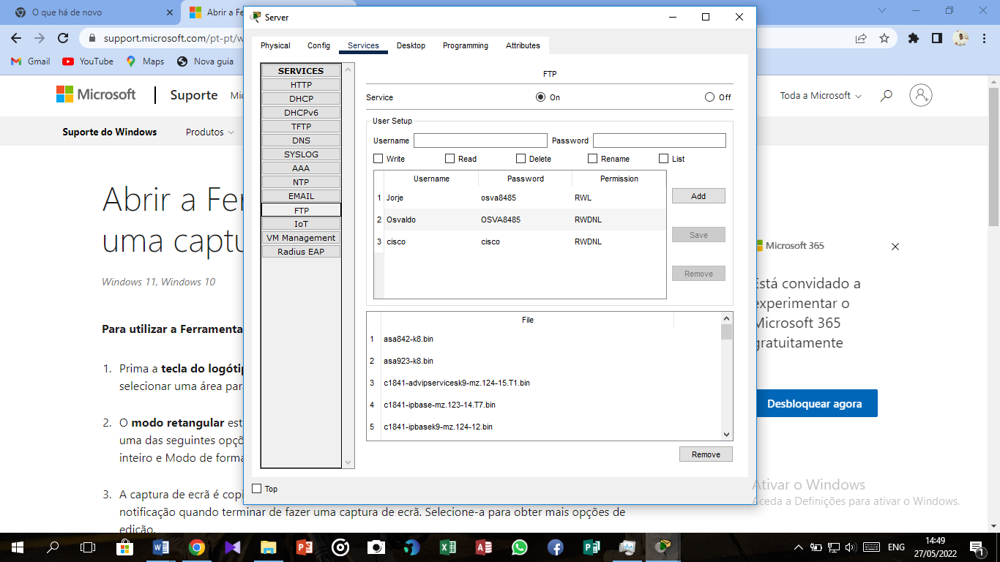 O que há de novo
Abrir a Fe
Server
support.microsoft.com/pt-pt/w
Gmail
YouTube
Maps
Nova guia
Physical
Config
Services
Desktop
Programming
Attributes
Microsoft
Suporte
Mic
Toda a Microsoft
Suporte do Windows
Produtos
SERVICES
HTTP
DHCP
DHCPv6
TFTP
DNS
SYSLOG
AAA
NTP
EMAIL
FTP
IoT
VM Management
Radius EAP
FTP
Service
On
Off
User Setup
Username
Password
Write
Read
Delete
Rename
List
Username Password Permission
1 Jorje osva8485 RWL
2 Osvaldo OSVA8485 RWDNL
3 cisco cisco RWDNL
Add
Save
Remove
File
1 asa842-k8.bin
2 asa923-k8.bin
3 c1841-advipservicesk9-mz.124-15.T1.bin
4 c1841-ipbase-mz.123-14.T7.bin
5 c1841-ipbasek9-mz.124-12.bin
Remove
Top
Abrir a Fer
uma captu
Windows 11, Windows 10
Para utilizar a Ferramenta
1. Prima a tecla do logótip
selecionar uma área par
2. O modo retangular est
uma das seguintes opçõ
inteiro e Modo de forma
3. A captura de ecrã é copi
notificação quando terminar de fazer uma captura de ecrã. Selecione-a para obter mais opções de
edição.
Microsoft 365
Está convidado a
experimentar o
Microsoft 365
gratuitamente
Desbloquear agora
Ativar o Windows
Aceda a Definições para ativar o Windows.
ENG
14:49
27/05/2022
1